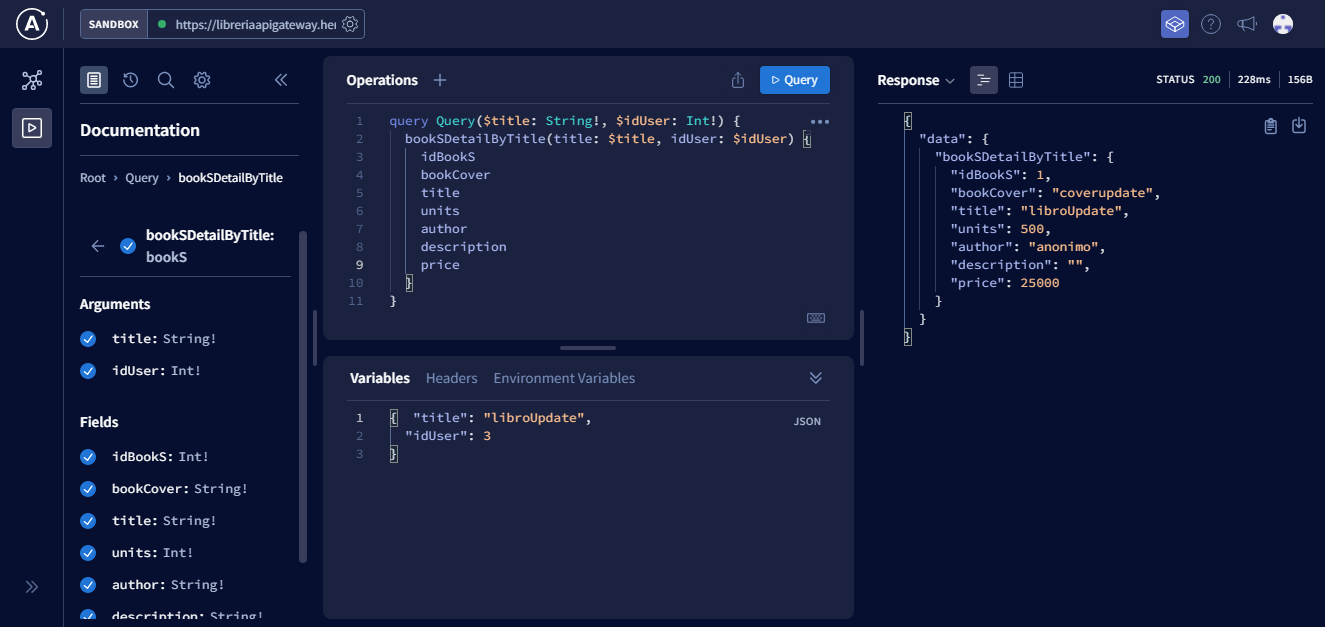 SANDBOX
https://libreriaapigateway.her
Documentation
Root › Query › bookSDetailByTitle
bookSDetailByTitle:
bookS
Arguments
title: String!
idUser: Int!
Fields
idBookS: Int!
bookCover: String!
title: String!
units: Int!
author: String!
description: String!
Operations
Query
1 query Query($title: String!, $idUser: Int!) {
2 bookSDetailByTitle(title: $title, idUser: $idUser) {
3 idBookS
4 bookCover
5 title
6 units
7 author
8 description
9 price
10 }
11 }
Variables Headers Environment Variables
JSON
1 { "title": "libroUpdate",
2 "idUser": 3
3 }
Response
STATUS 200 228ms 156B
{
"data": {
"bookSDetailByTitle": {
"idBookS": 1,
"bookCover": "coverupdate",
"title": "libroUpdate",
"units": 500,
"author": "anonimo",
"description": "",
"price": 25000
}
}
}